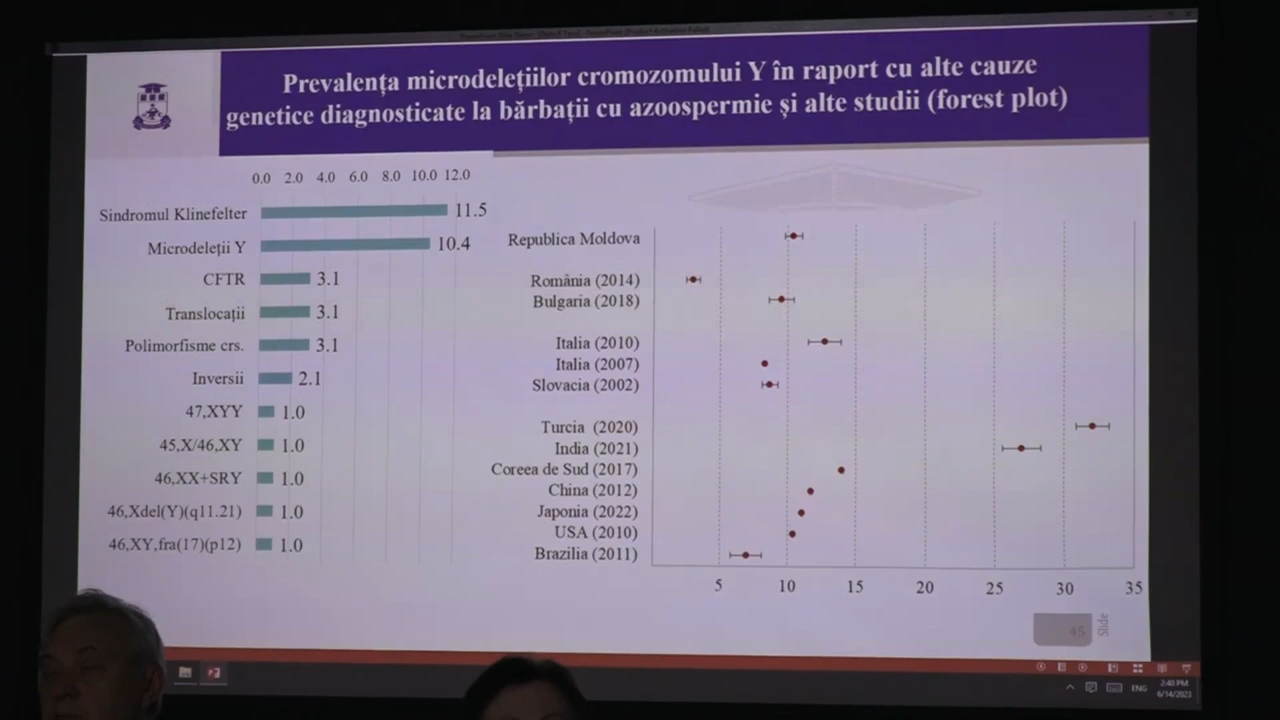 Prevalența microdelețiilor cromozomului Y în raport cu alte cauze
genetice diagnosticate la bărbații cu azoospermie și alte studii (forest plot)
0.0 2.0 4.0 6.0 8.0 10.0 12.0
Sindromul Klinefelter 11.5
Microdeleții Y 10.4
CFTR 3.1
Translocații 3.1
Polimorfisme crs. 3.1
Inversii 2.1
47,XYY 1.0
45,X/46,XY 1.0
46,XX+SRY 1.0
46,Xdel(Y)(q11.21) 1.0
46,XY,fra(17)(p12) 1.0
Republica Moldova
România (2014)
Bulgaria (2018)
Italia (2010)
Italia (2007)
Slovacia (2002)
Turcia (2020)
India (2021)
Coreea de Sud (2017)
China (2012)
Japonia (2022)
USA (2010)
Brazilia (2011)
5 10 15 20 25 30 35
45
Slide
ENG
2:40 PM
6/14/2023